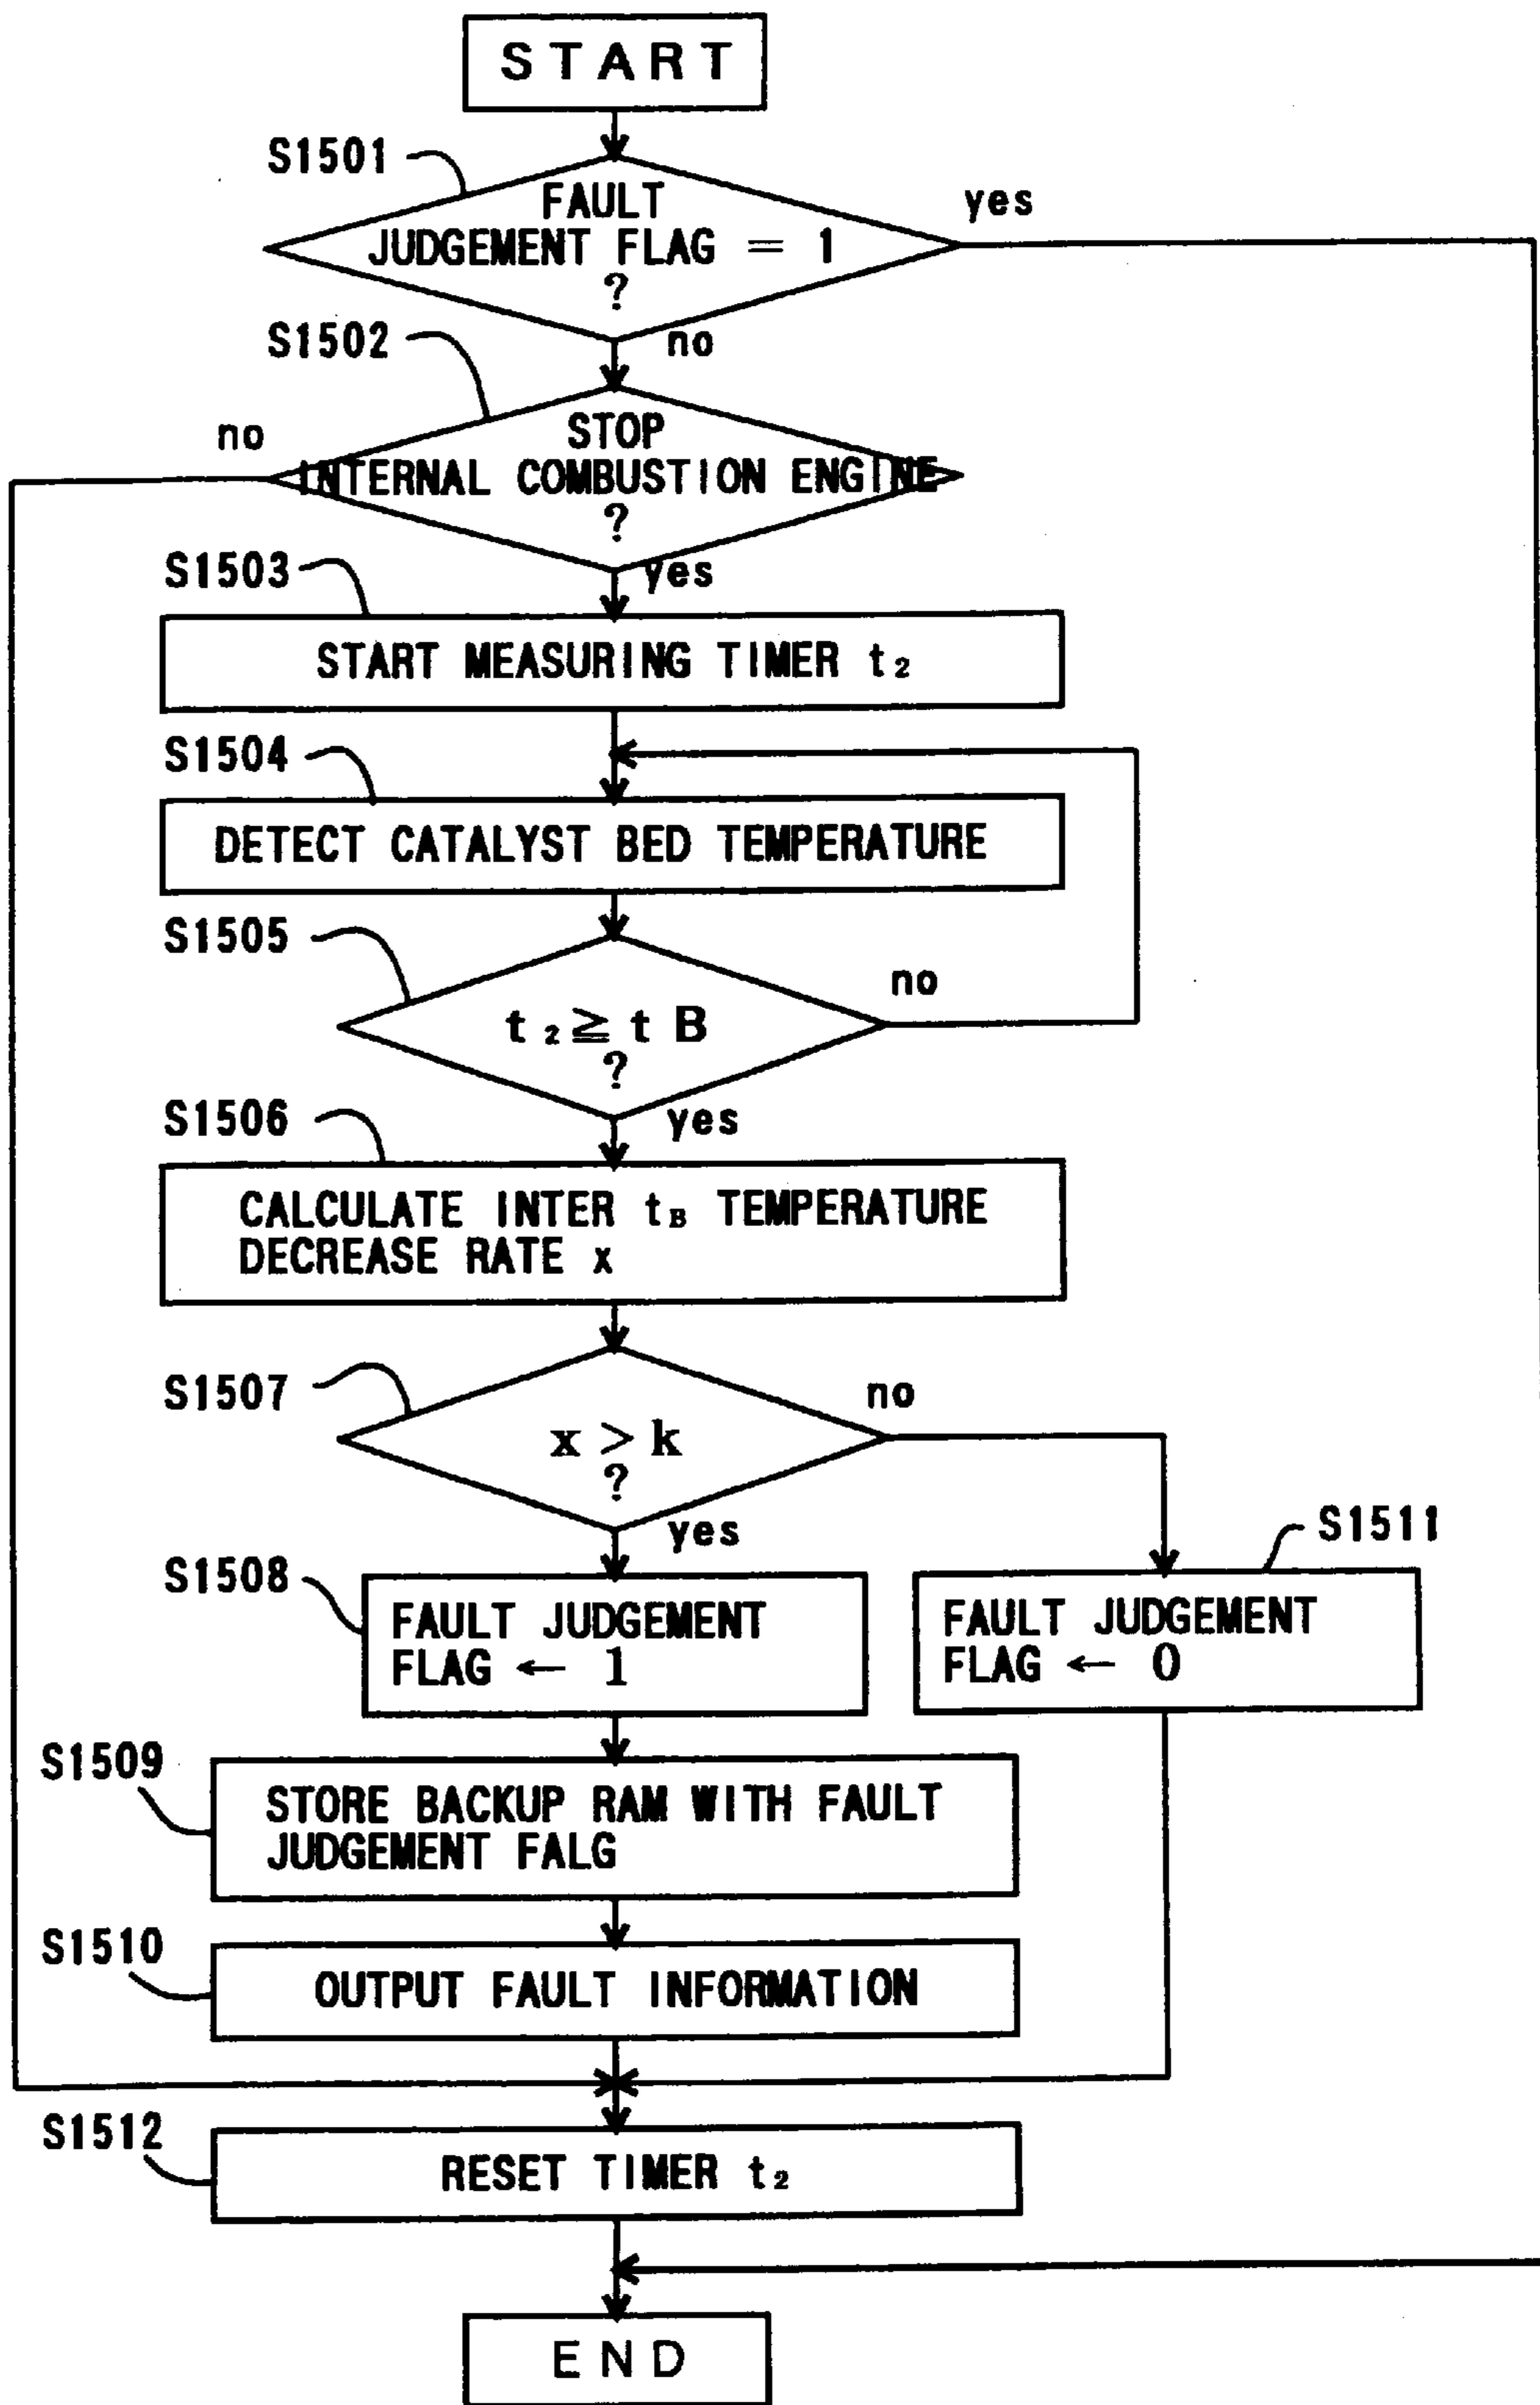 START
S1501
FAULT
JUDGEMENT FLAG = 1
?
yes
no
S1502
STOP
INTERNAL COMBUSTION ENGINE
?
no
yes
S1503
START MEASURING TIMER t₂
S1504
DETECT CATALYST BED TEMPERATURE
S1505
t₂ ≧ t B
?
no
yes
S1506
CALCULATE INTER t_B TEMPERATURE
DECREASE RATE x
S1507
x > k
?
no
yes
S1508
FAULT JUDGEMENT
FLAG ← 1
S1511
FAULT JUDGEMENT
FLAG ← 0
S1509
STORE BACKUP RAM WITH FAULT
JUDGEMENT FALG
S1510
OUTPUT FAULT INFORMATION
S1512
RESET TIMER t₂
END